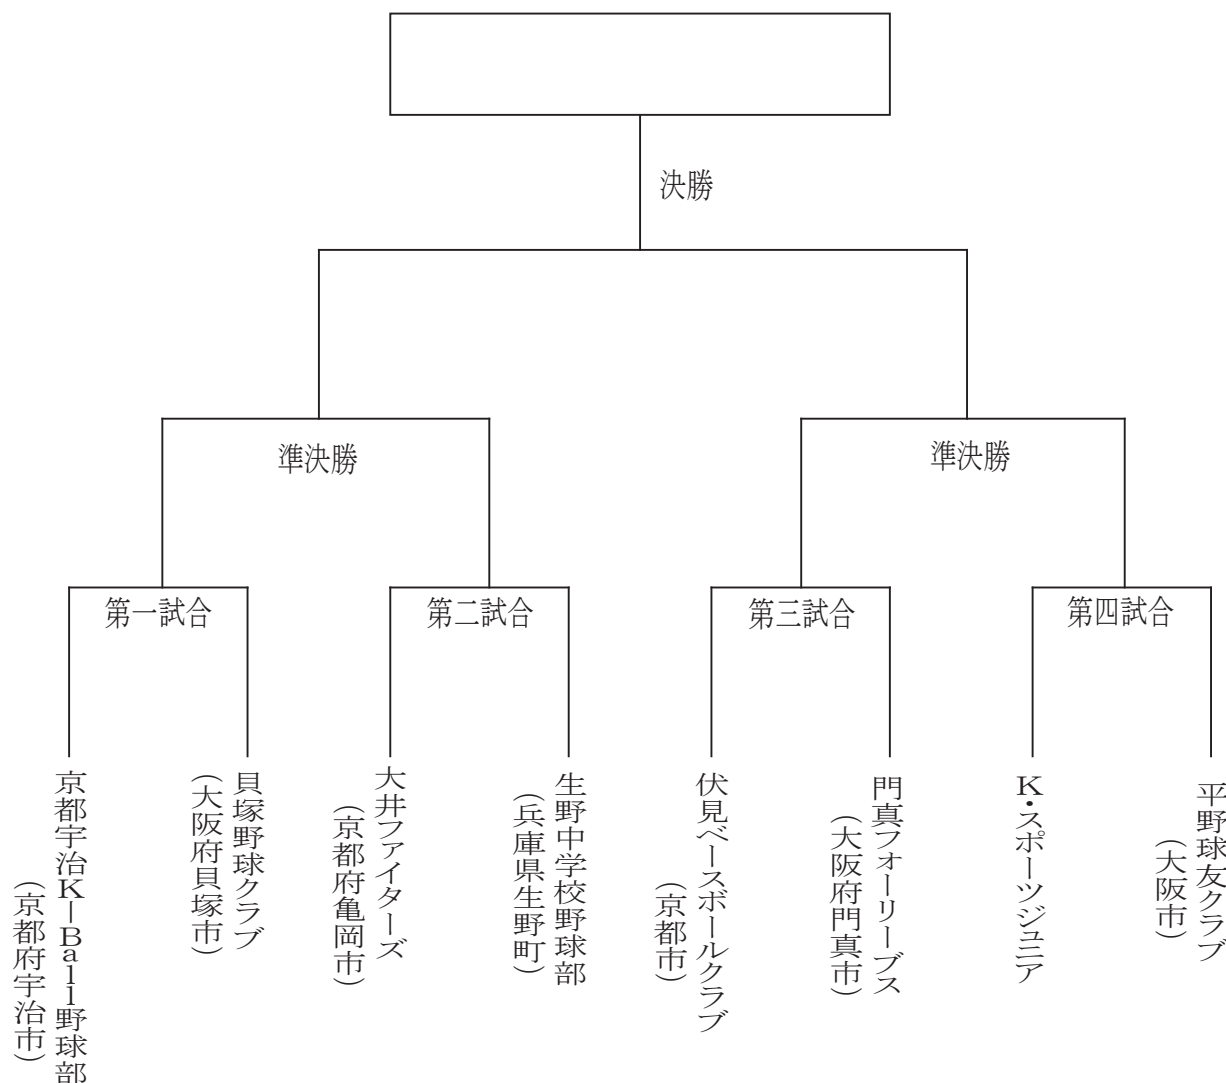 決勝
準決勝
準決勝
第一試合
第二試合
第三試合
第四試合
京都宇治K－Ball野球部
（京都府宇治市）
貝塚野球クラブ
（大阪府貝塚市）
大井ファイターズ
（京都府亀岡市）
生野中学校野球部
（兵庫県生野町）
伏見ベースボールクラブ
（京都市）
門真フォーリーブス
（大阪府門真市）
K・スポーツジュニア
平野球友クラブ
（大阪市）